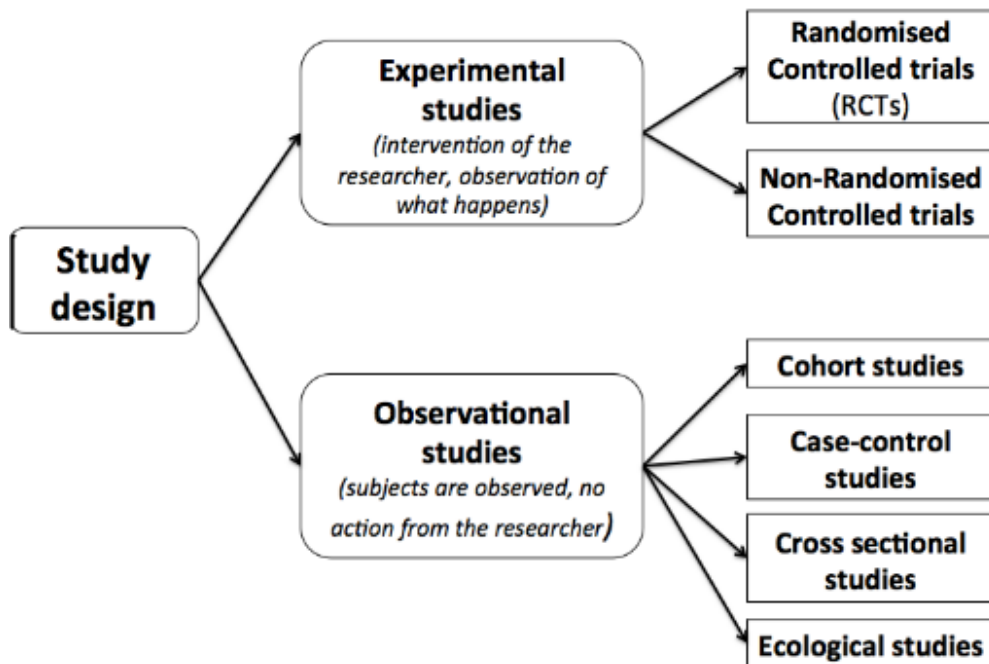 Study
design
Experimental
studies
(intervention of the
researcher, observation of
what happens)
Randomised
Controlled trials
(RCTs)
Non-Randomised
Controlled trials
Observational
studies
(subjects are observed, no
action from the researcher)
Cohort studies
Case-control
studies
Cross sectional
studies
Ecological studies